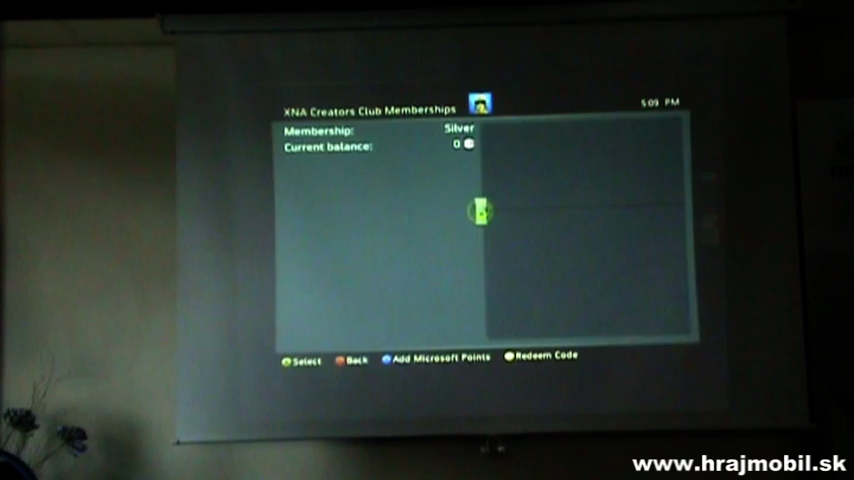 XNA Creators Club Memberships
5:09 PM
Membership: Silver
Current balance: 0
Select Back Add Microsoft Points Redeem Code
www.hrajmobil.sk